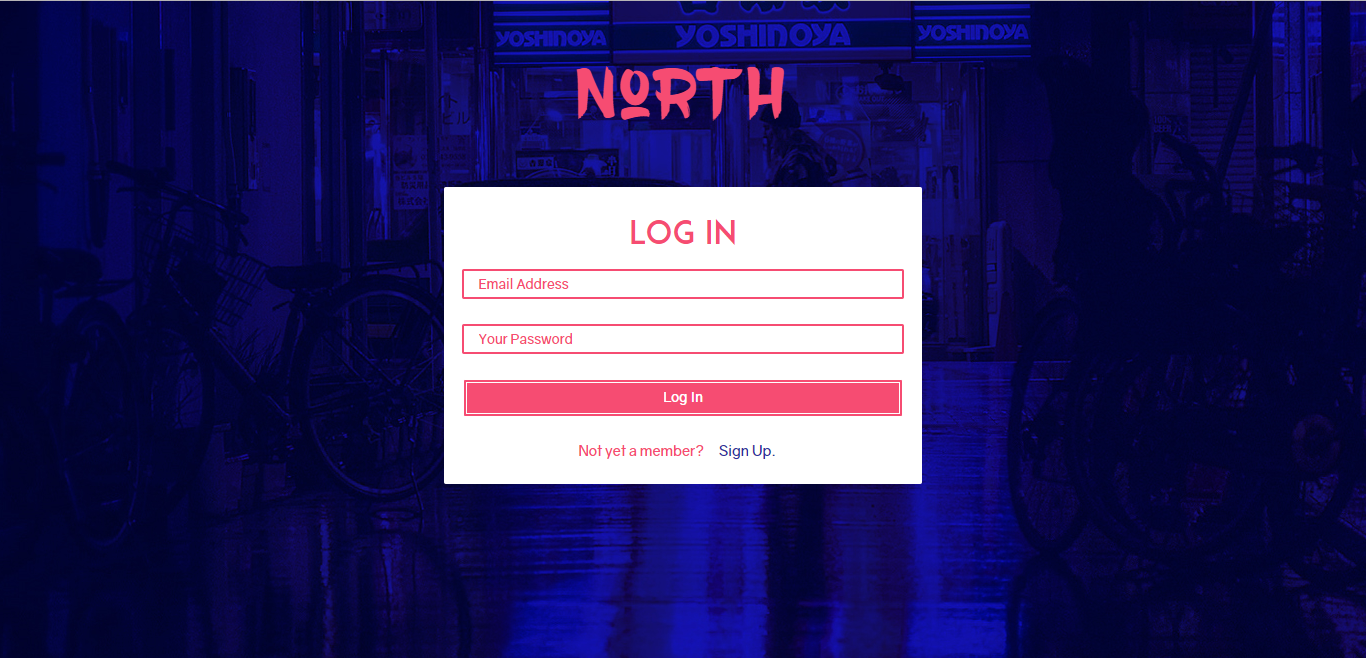 YOSHINOYA YOSHINOYA YOSHINOYA
NORTH
LOG IN
Email Address
Your Password
Log In
Not yet a member? Sign Up.